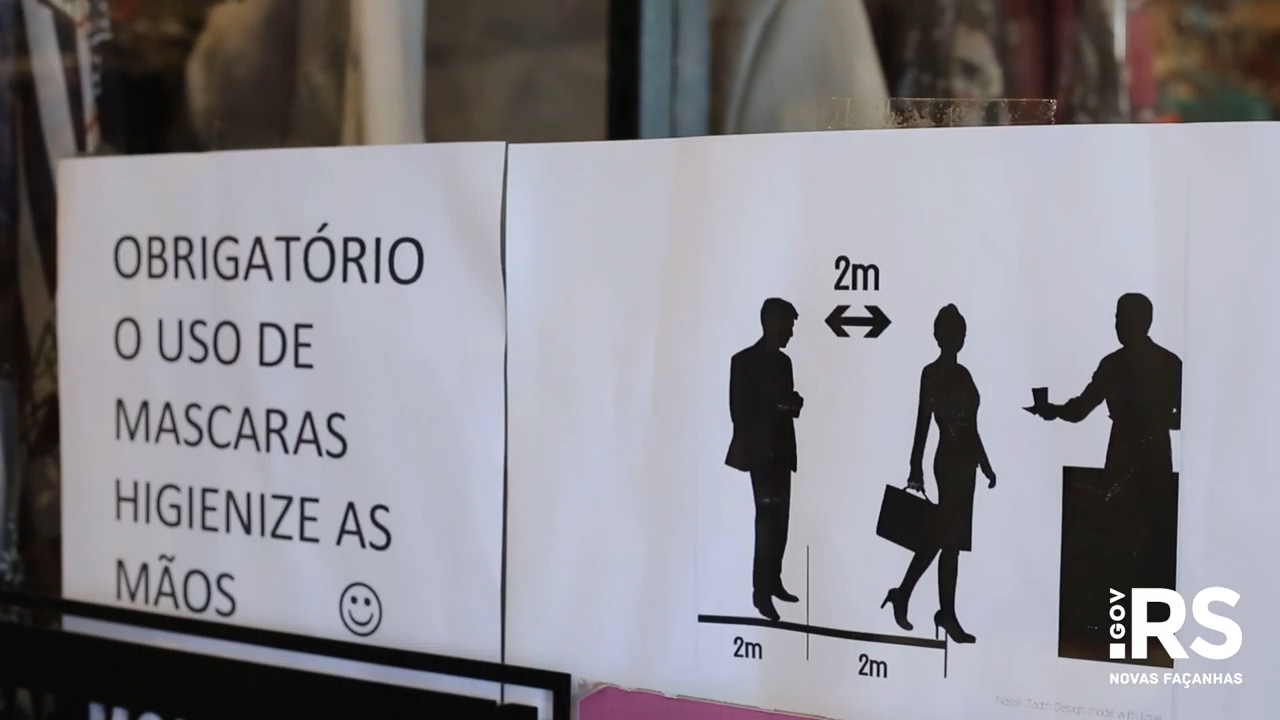 OBRIGATÓRIO
O USO DE
MASCARAS
HIGIENIZE AS
MÃOS
2m
2m
2m
.GOV
RS
NOVAS FAÇANHAS